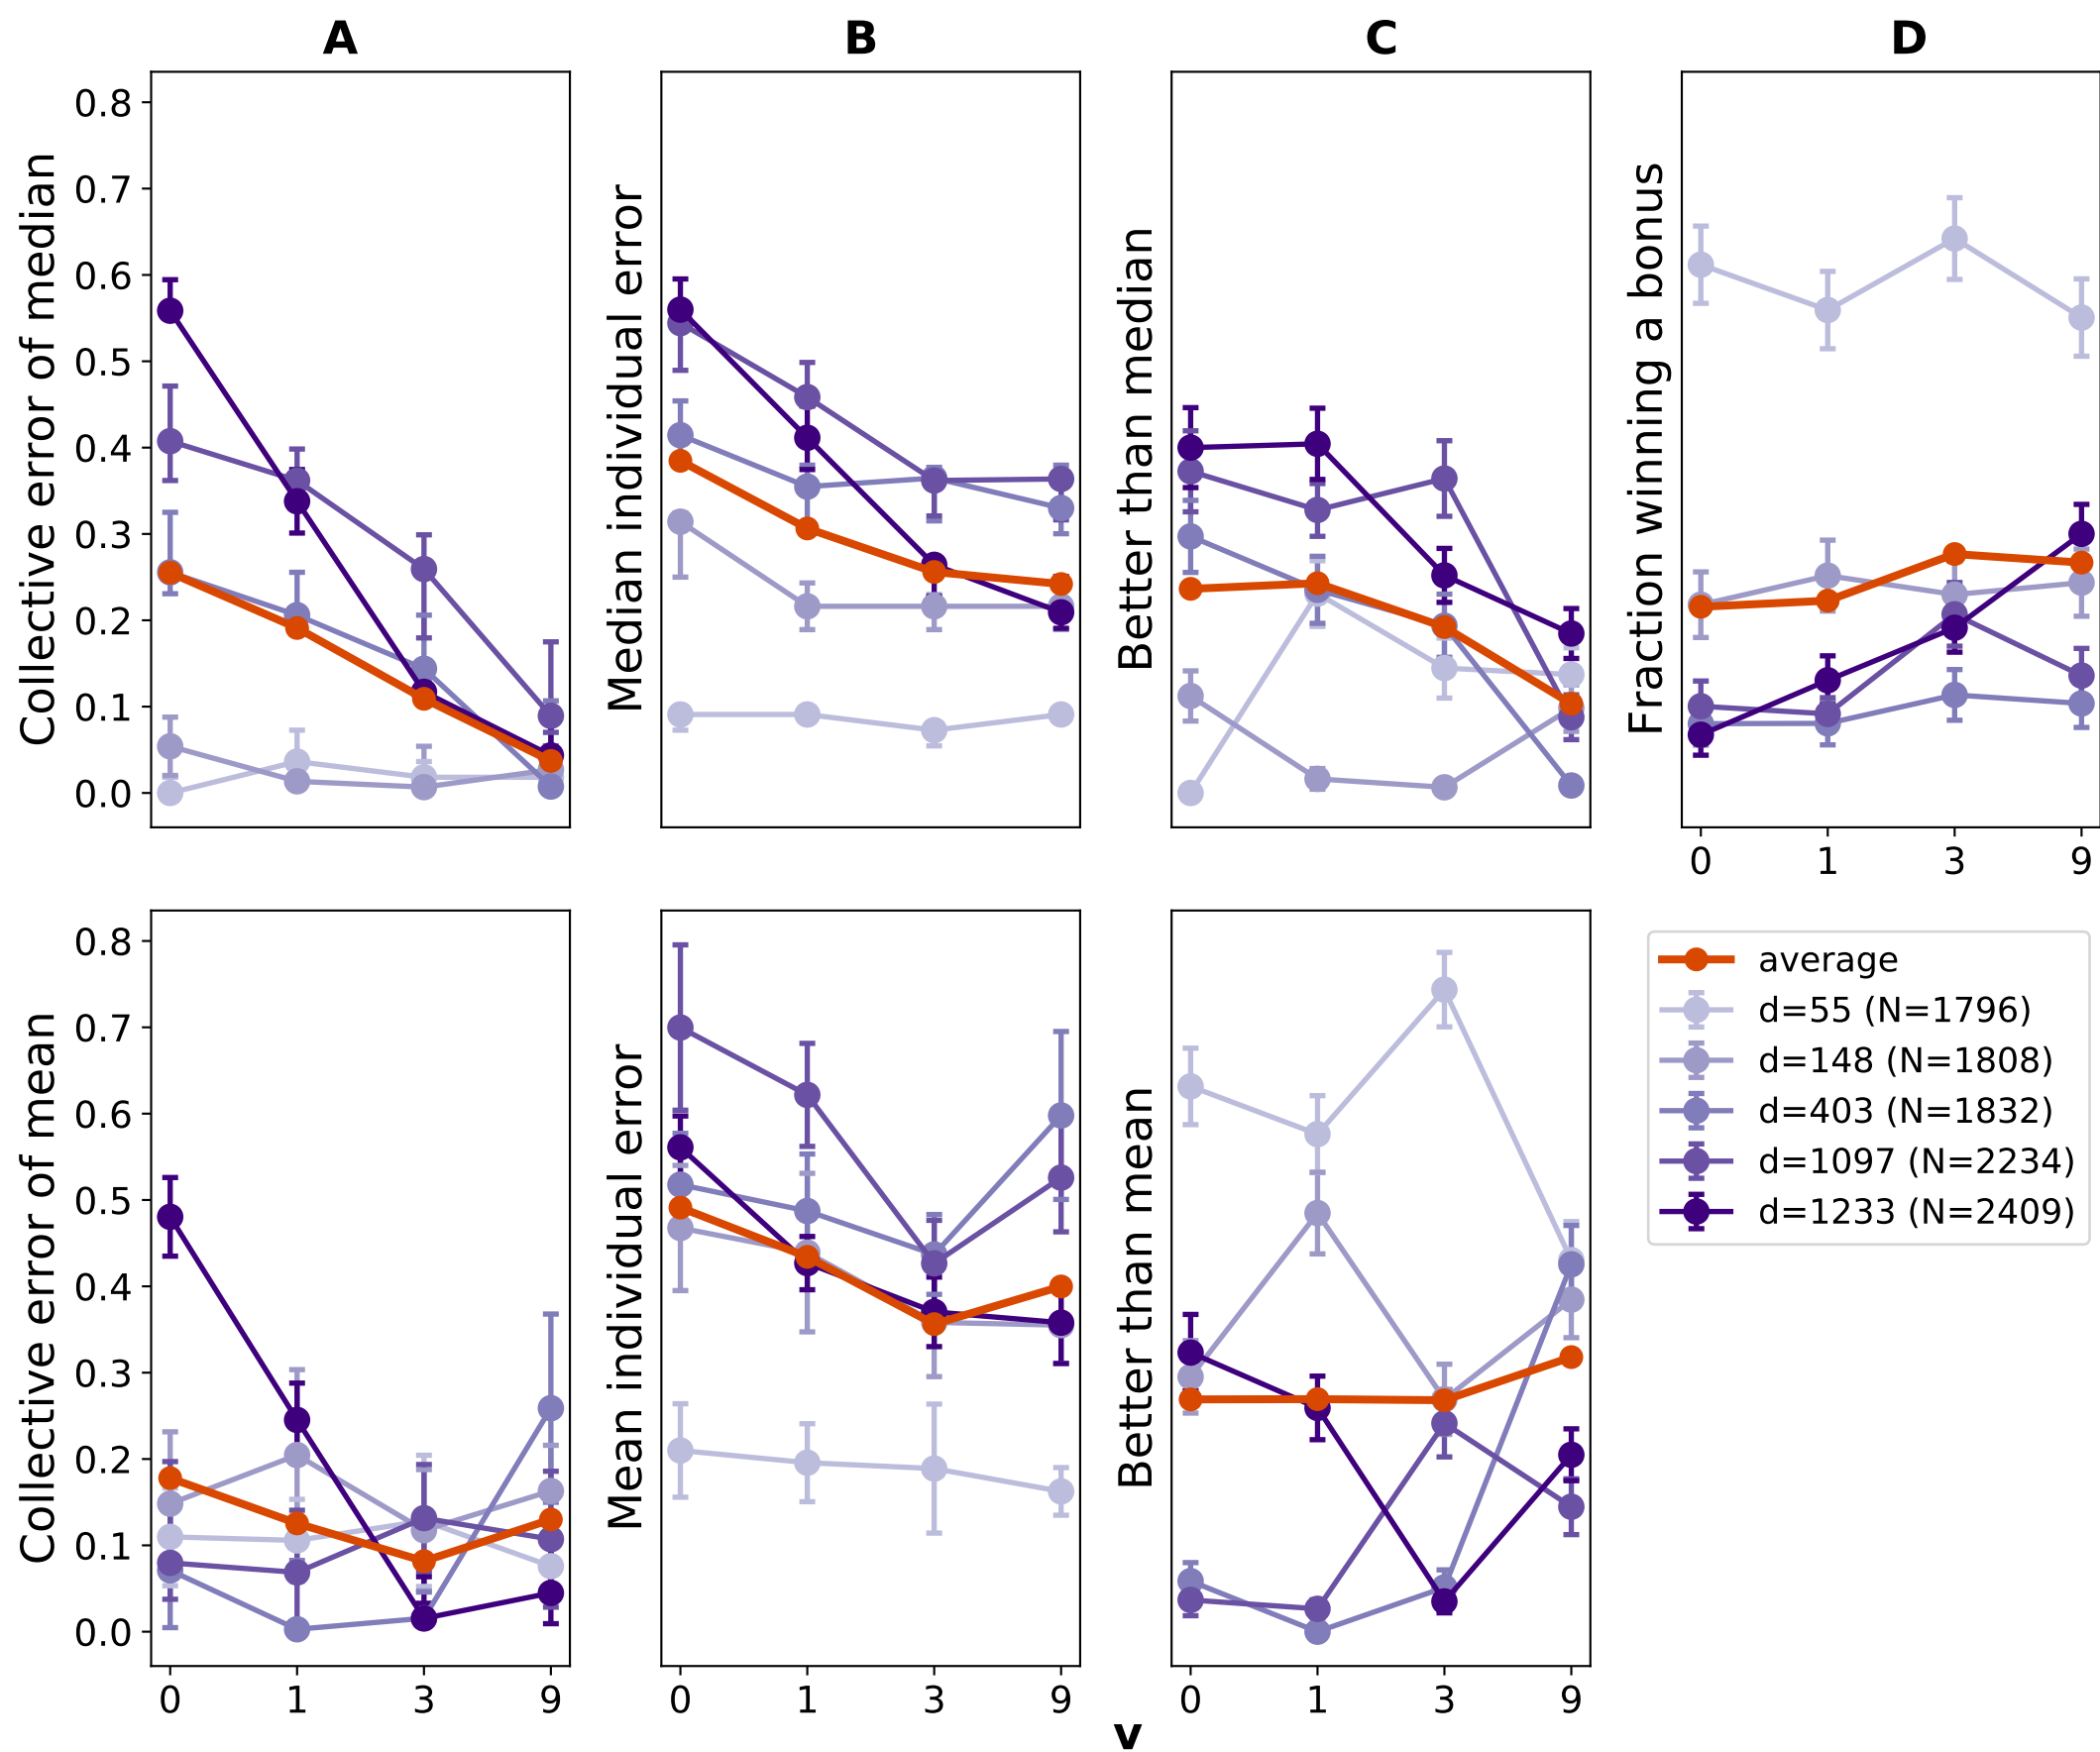 A B C D
Collective error of median
0.8
0.7
0.6
0.5
0.4
0.3
0.2
0.1
0.0
Median individual error
Better than median
Fraction winning a bonus
0 1 3 9
Collective error of mean
0.8
0.7
0.6
0.5
0.4
0.3
0.2
0.1
0.0
0 1 3 9
Mean individual error
0 1 3 9
Better than mean
0 1 3 9
v
average
d=55 (N=1796)
d=148 (N=1808)
d=403 (N=1832)
d=1097 (N=2234)
d=1233 (N=2409)